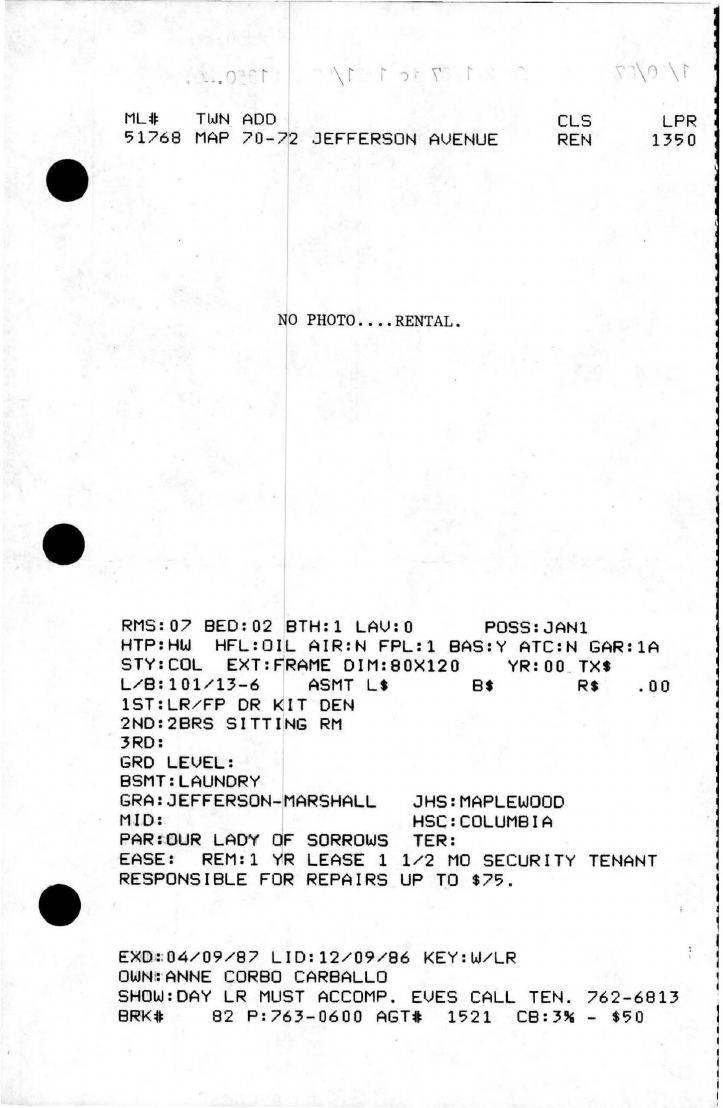 ML# TWN ADD CLS LPR
51768 MAP 70-72 JEFFERSON AVENUE REN 1350
NO PHOTO....RENTAL.
RMS:07 BED:02 BTH:1 LAV:0 POSS:JAN1
HTP:HW HFL:OIL AIR:N FPL:1 BAS:Y ATC:N GAR:1A
STY:COL EXT:FRAME DIM:80X120 YR:00 TX$
L/B:101/13-6 ASMT L$ B$ R$ .00
1ST:LR/FP DR KIT DEN
2ND:2BRS SITTING RM
3RD:
GRD LEVEL:
BSMT:LAUNDRY
GRA:JEFFERSON-MARSHALL JHS:MAPLEWOOD
MID: HSC:COLUMBIA
PAR:OUR LADY OF SORROWS TER:
EASE: REM:1 YR LEASE 1 1/2 MO SECURITY TENANT
RESPONSIBLE FOR REPAIRS UP TO $75.
EXD:04/09/87 LID:12/09/86 KEY:W/LR
OWN:ANNE CORBO CARBALLO
SHOW:DAY LR MUST ACCOMP. EVES CALL TEN. 762-6813
BRK# 82 P:763-0600 AGT# 1521 CB:3% - $50